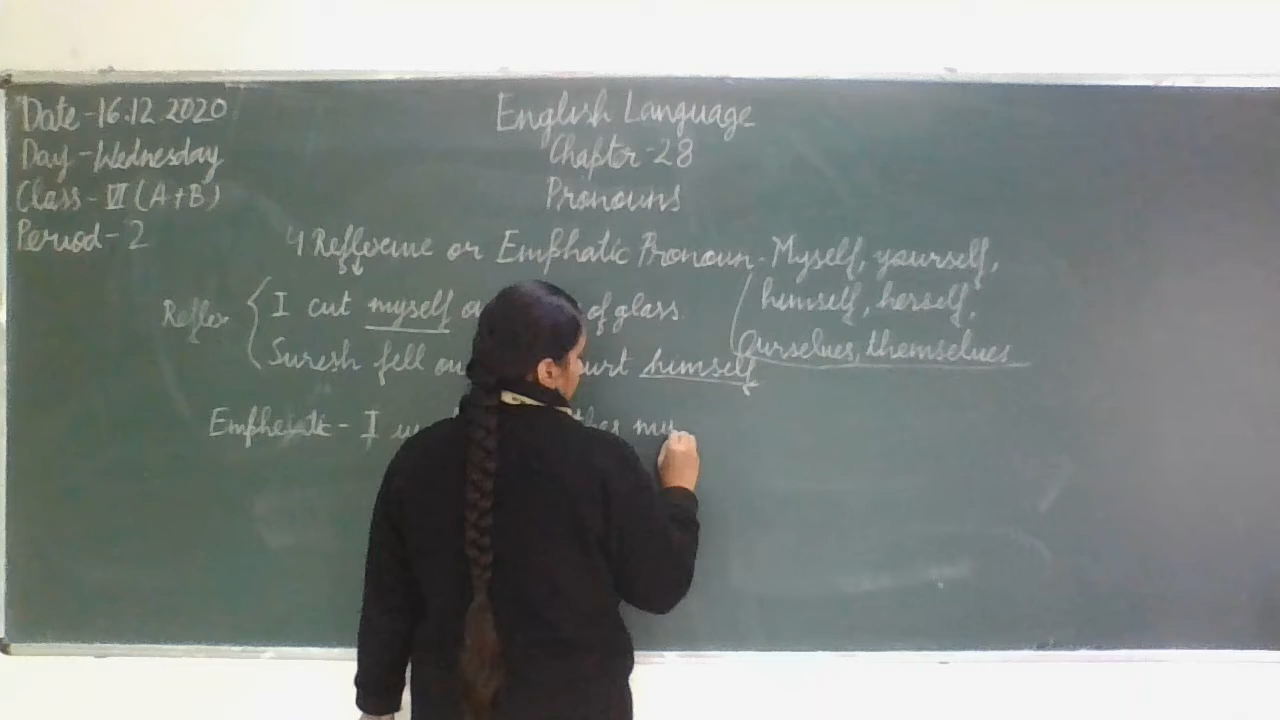 Date-16.12.2020
Day-Wednesday
Class-VI (A+B)
Period-2
English Language
Chapter-28
Pronouns
4 Reflexive or Emphatic Pronoun-Myself, yourself,
himself, herself,
Ourselves, themselves
Reflex
I cut myself of glass.
Suresh fell hurt himself
Emphatic - I my